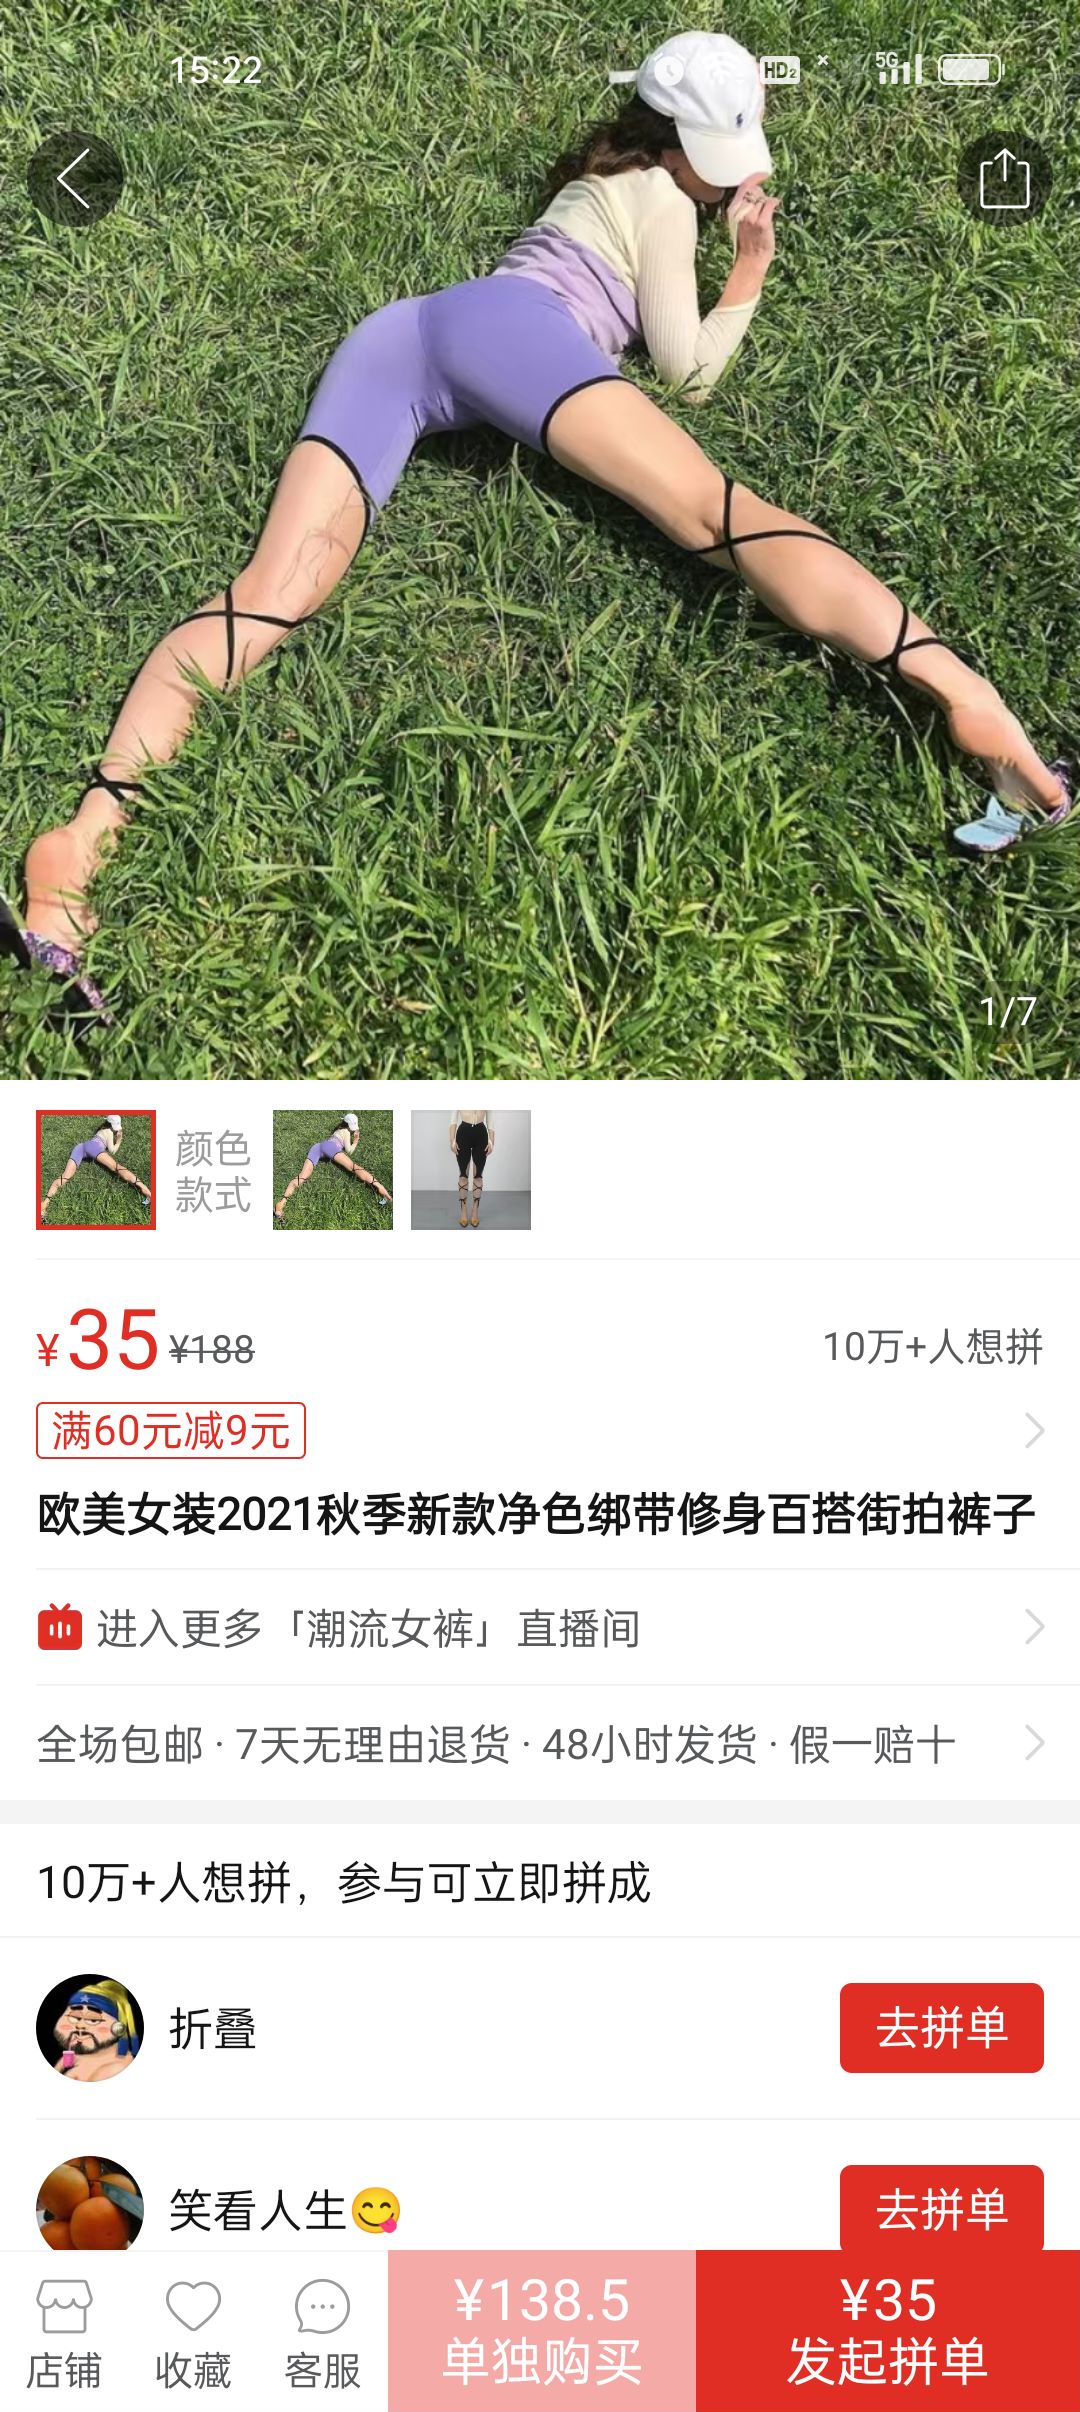 15:22
HD2
5G
1/7
颜色
款式
¥35 ¥188
10万+人想拼
满60元减9元
欧美女装2021秋季新款净色绑带修身百搭街拍裤子
进入更多「潮流女裤」直播间
全场包邮 · 7天无理由退货 · 48小时发货 · 假一赔十
10万+人想拼，参与可立即拼成
折叠
去拼单
笑看人生😋
去拼单
店铺
收藏
客服
¥138.5
单独购买
¥35
发起拼单